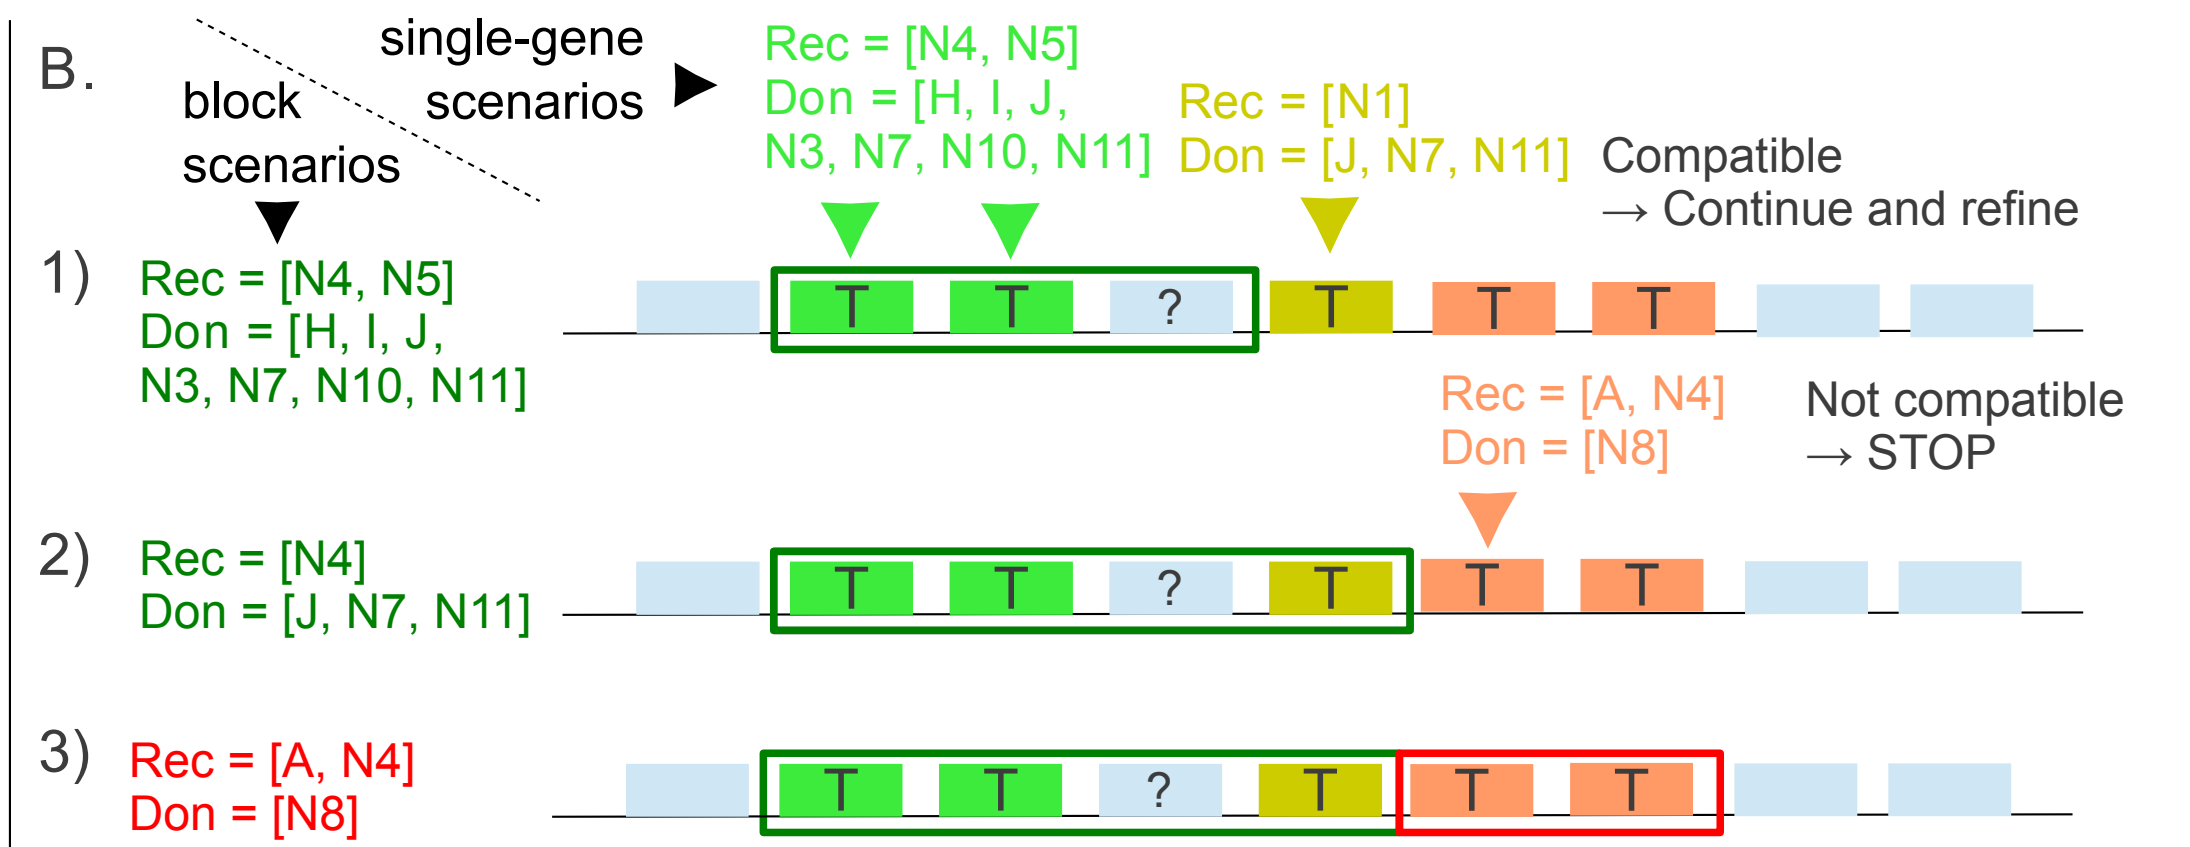 B.
block
scenarios
single-gene
scenarios
Rec = [N4, N5]
Don = [H, I, J,
N3, N7, N10, N11]
Rec = [N1]
Don = [J, N7, N11]
Compatible
→ Continue and refine
1)
Rec = [N4, N5]
Don = [H, I, J,
N3, N7, N10, N11]
T T ? T T T
Rec = [A, N4]
Don = [N8]
Not compatible
→ STOP
2)
Rec = [N4]
Don = [J, N7, N11]
T T ? T T T
3)
Rec = [A, N4]
Don = [N8]
T T ? T T T